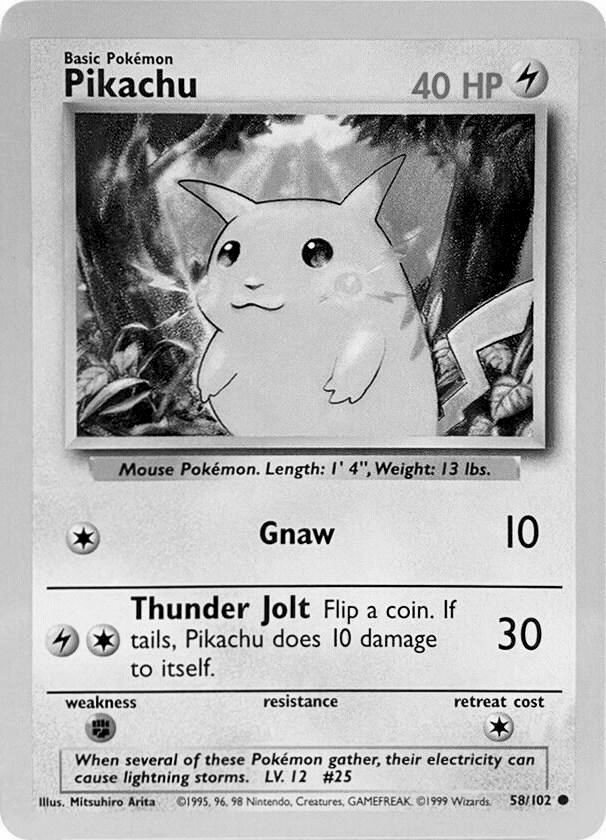 Basic Pokémon
Pikachu 40 HP
Mouse Pokémon. Length: 1' 4", Weight: 13 lbs.
Gnaw 10
Thunder Jolt Flip a coin. If
tails, Pikachu does 10 damage
to itself.
30
weakness resistance retreat cost
When several of these Pokémon gather, their electricity can
cause lightning storms. LV. 12 #25
Illus. Mitsuhiro Arita ©1995, 96, 98 Nintendo, Creatures, GAMEFREAK. ©1999 Wizards. 58/102